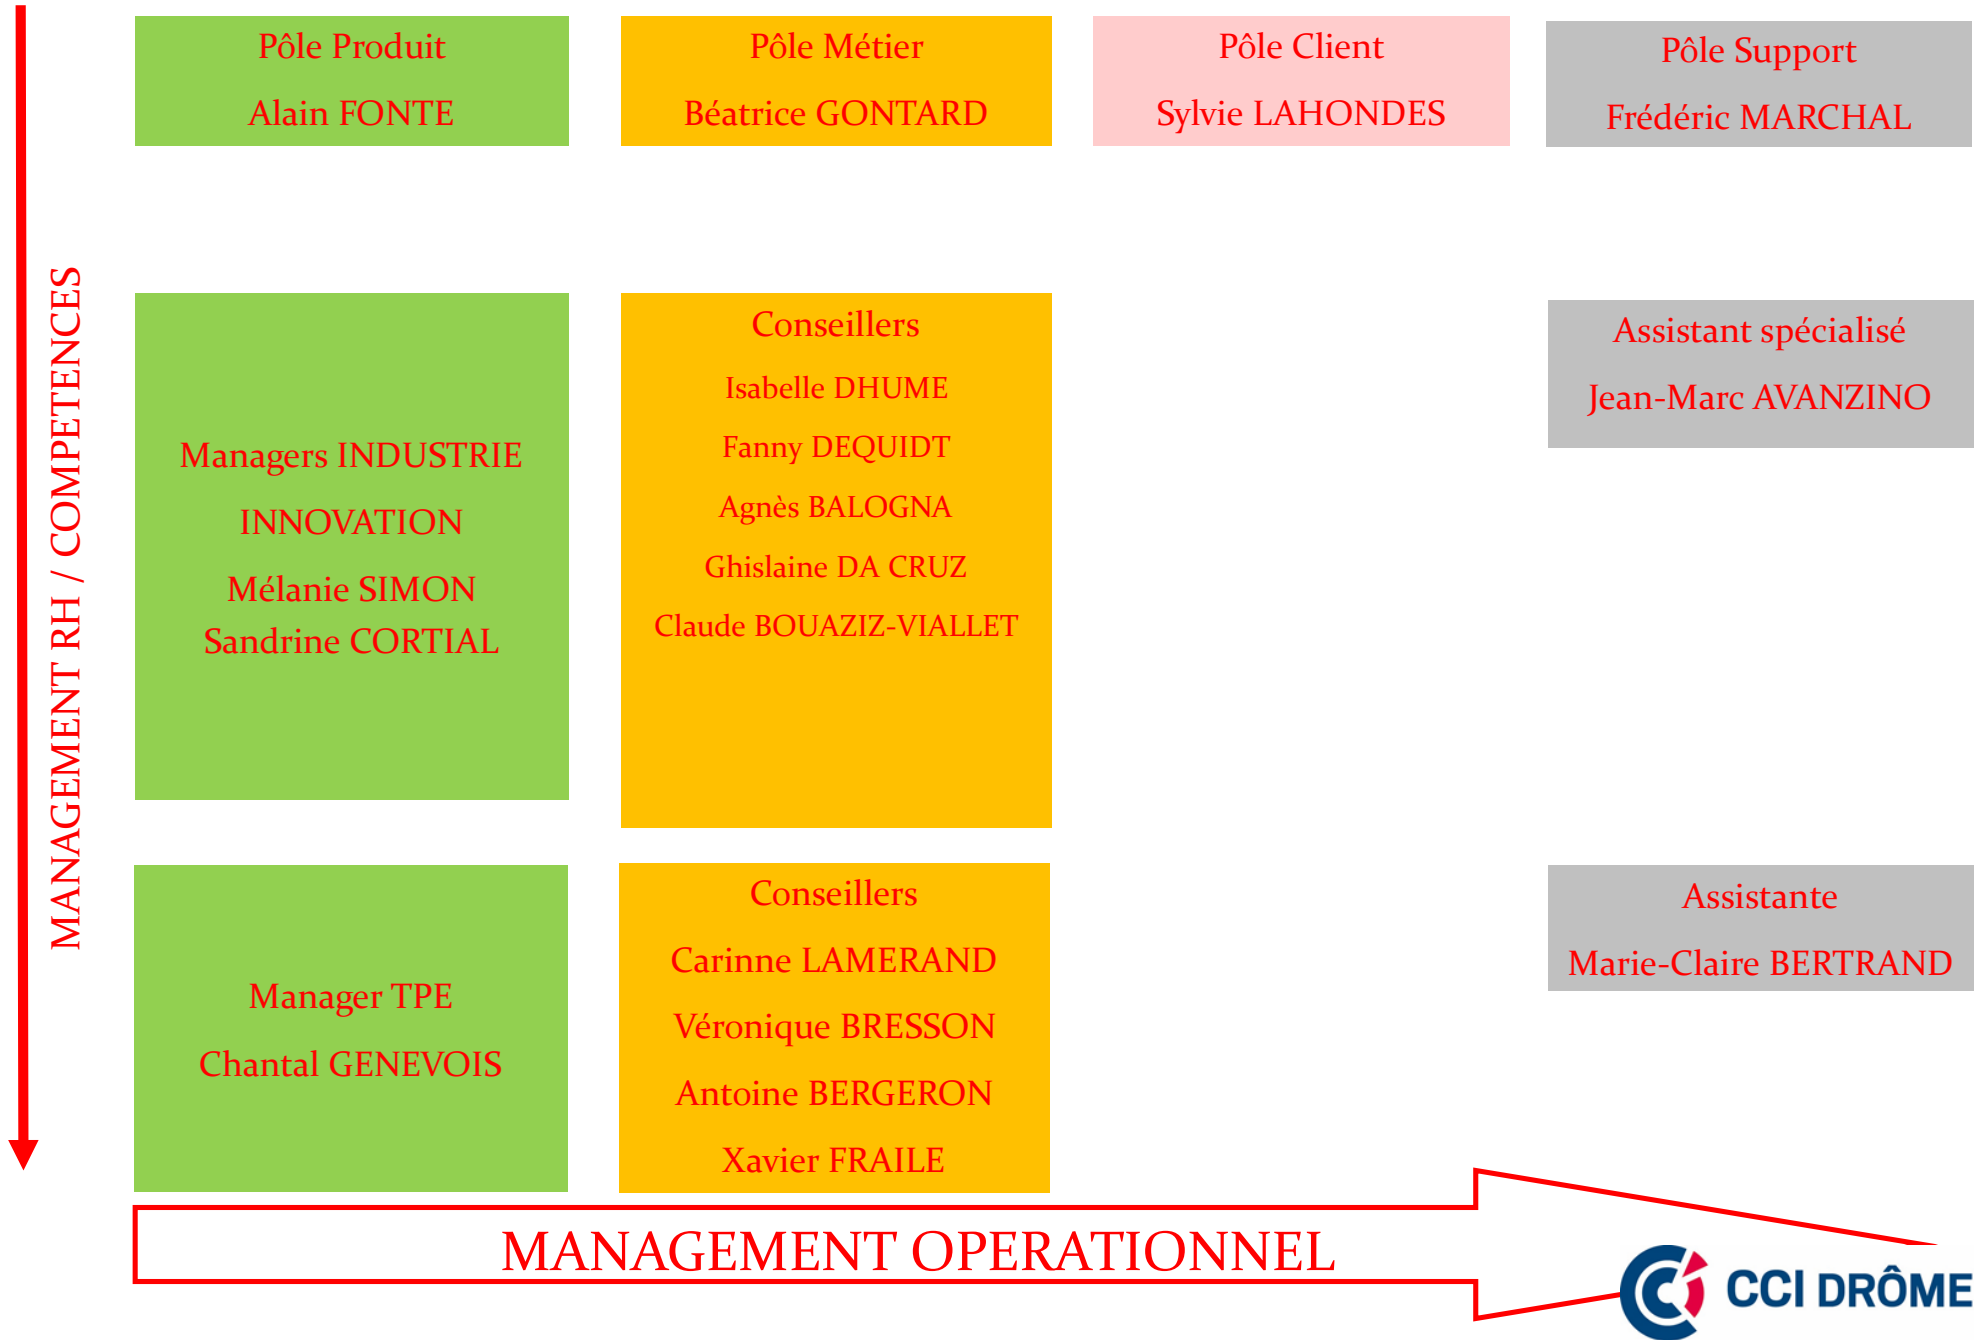 Pôle Produit
Alain FONTE
Pôle Métier
Béatrice GONTARD
Pôle Client
Sylvie LAHONDES
Pôle Support
Frédéric MARCHAL
MANAGEMENT RH / COMPETENCES
Managers INDUSTRIE
INNOVATION
Mélanie SIMON
Sandrine CORTIAL
Conseillers
Isabelle DHUME
Fanny DEQUIDT
Agnès BALOGNA
Ghislaine DA CRUZ
Claude BOUAZIZ-VIALLET
Assistant spécialisé
Jean-Marc AVANZINO
Manager TPE
Chantal GENEVOIS
Conseillers
Carinne LAMERAND
Véronique BRESSON
Antoine BERGERON
Xavier FRAILE
Assistante
Marie-Claire BERTRAND
MANAGEMENT OPERATIONNEL
CCI DRÔME